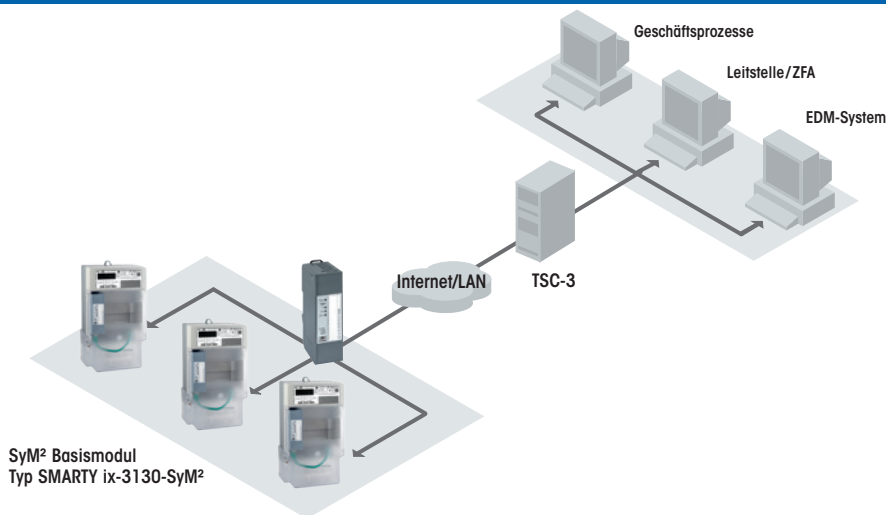 Geschäftsprozesse
Leitstelle/ZFA
EDM-System
Internet/LAN
TSC-3
SyM² Basismodul
Typ SMARTY ix-3130-SyM²